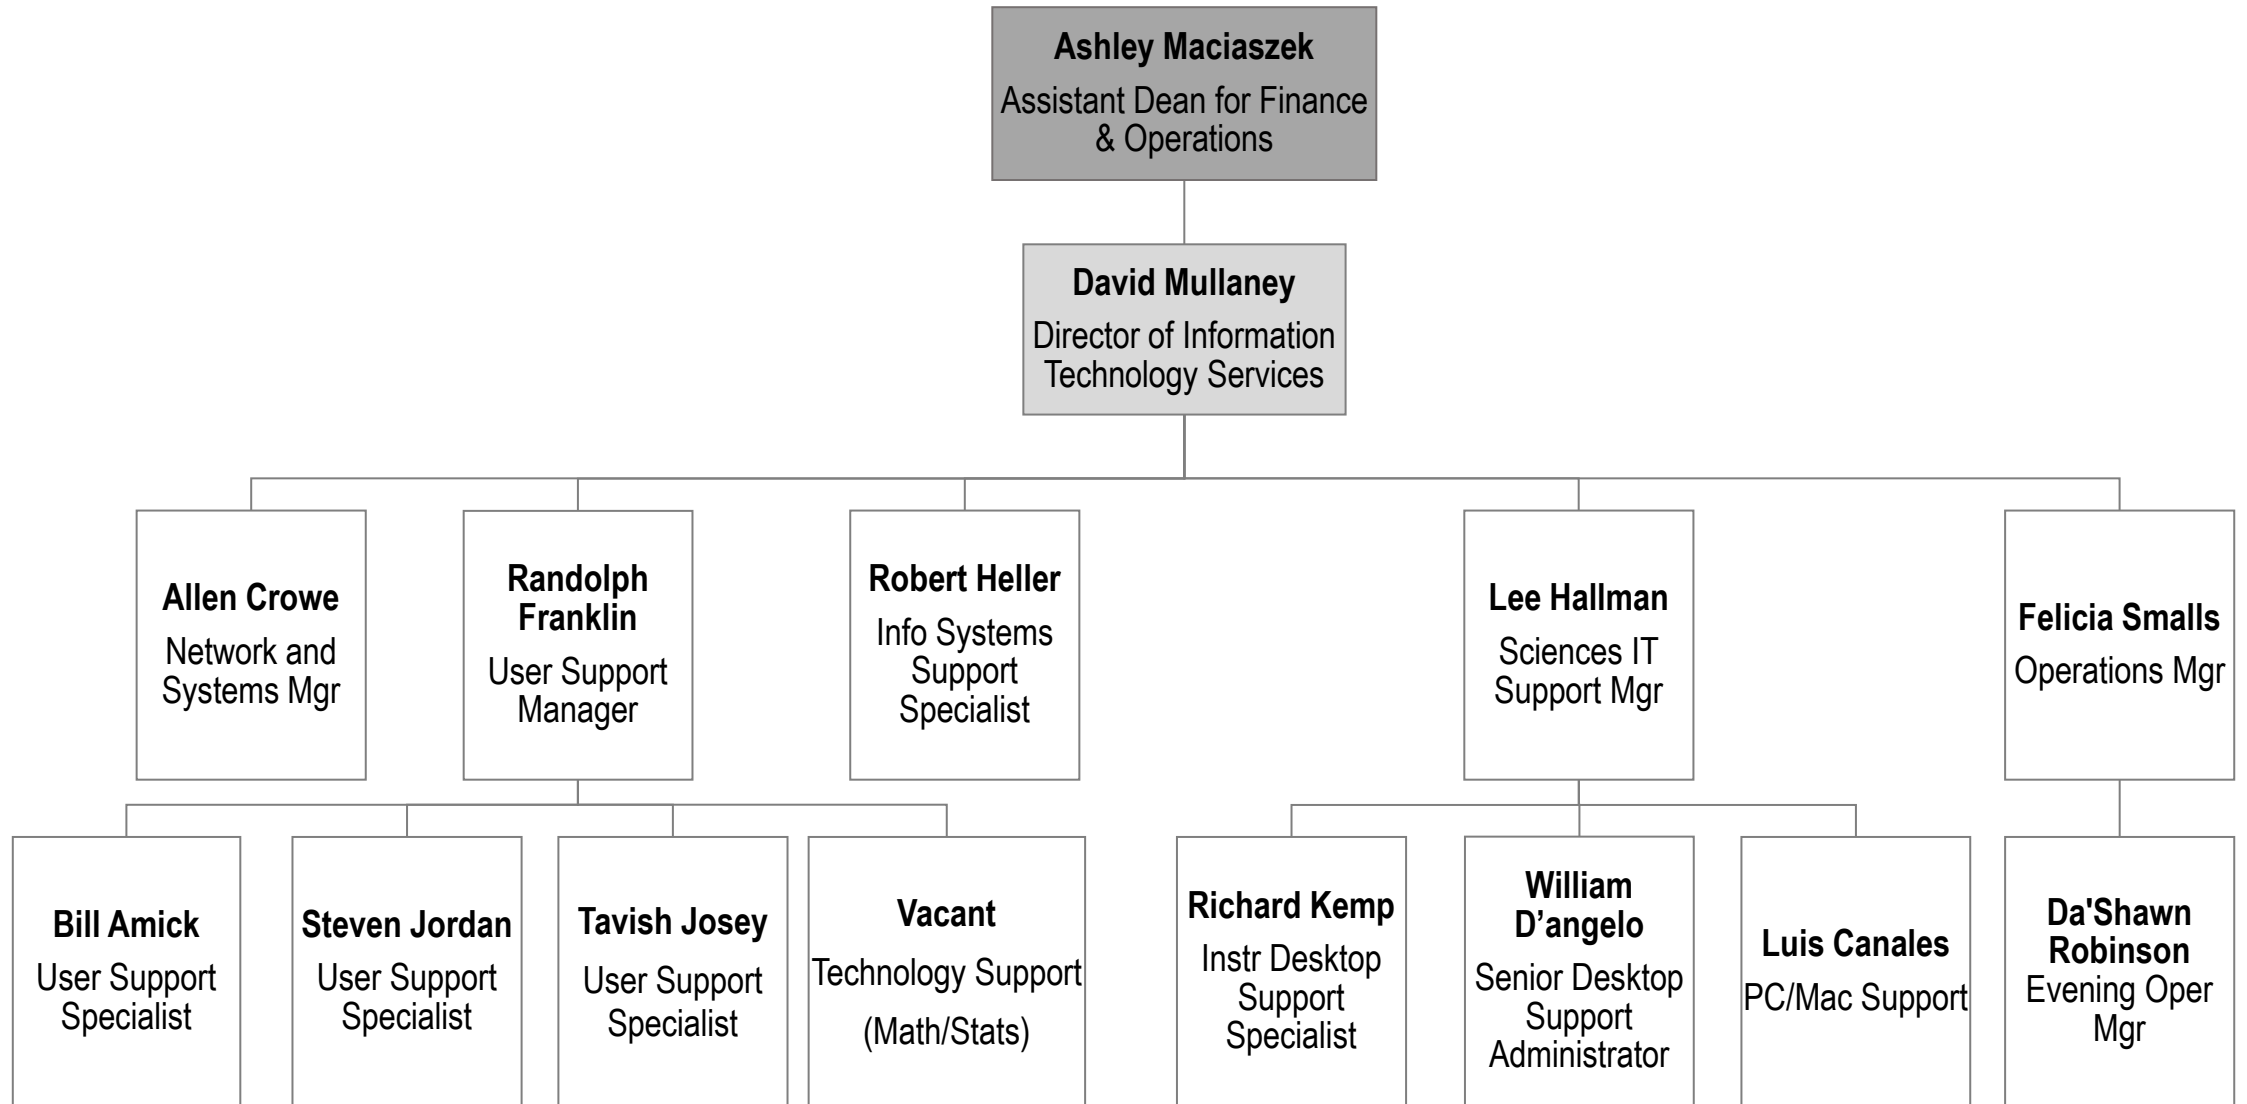 Ashley Maciaszek
Assistant Dean for Finance
& Operations
David Mullaney
Director of Information
Technology Services
Allen Crowe
Network and
Systems Mgr
Randolph
Franklin
User Support
Manager
Robert Heller
Info Systems
Support
Specialist
Lee Hallman
Sciences IT
Support Mgr
Felicia Smalls
Operations Mgr
Bill Amick
User Support
Specialist
Steven Jordan
User Support
Specialist
Tavish Josey
User Support
Specialist
Vacant
Technology Support
(Math/Stats)
Richard Kemp
Instr Desktop
Support
Specialist
William
D’angelo
Senior Desktop
Support
Administrator
Luis Canales
PC/Mac Support
Da'Shawn
Robinson
Evening Oper
Mgr